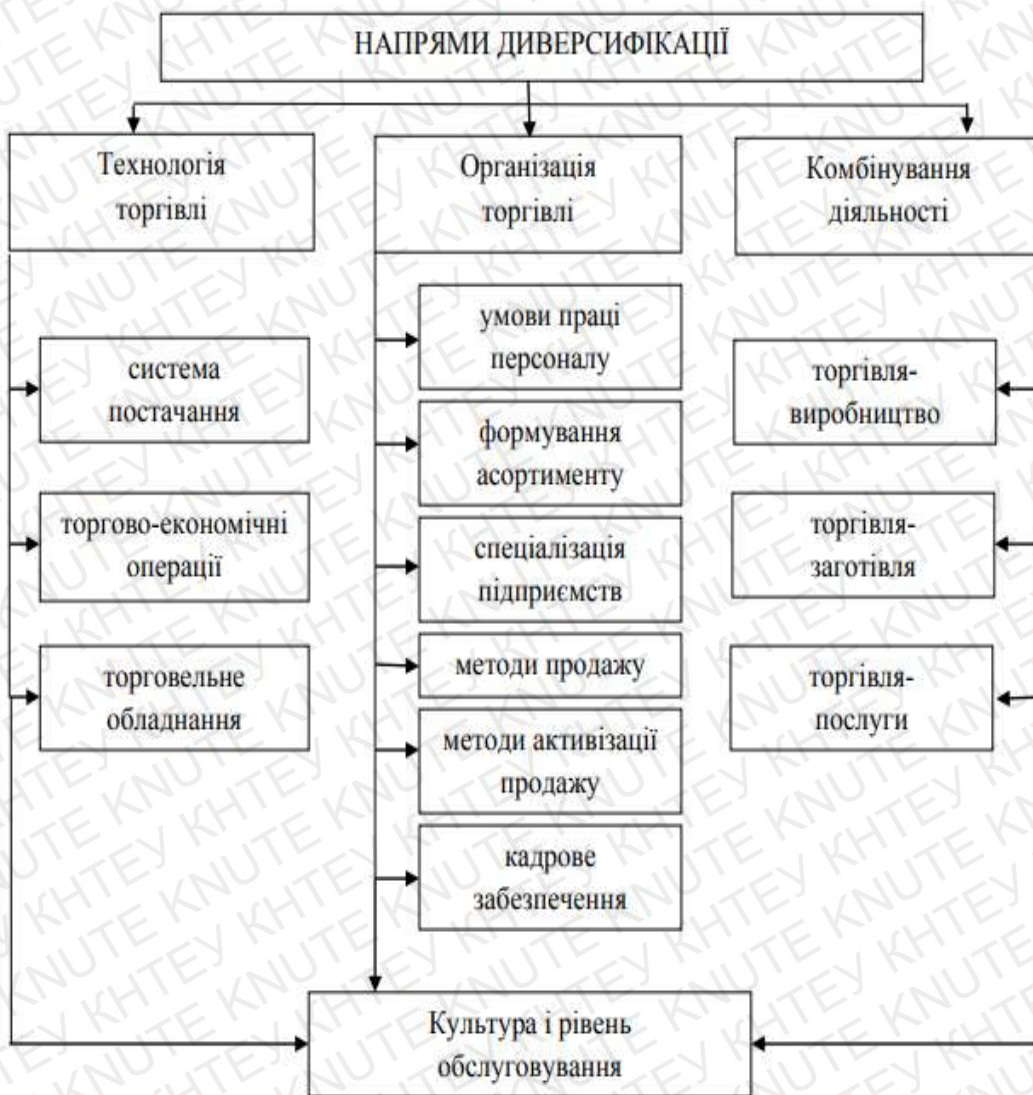 НАПРЯМИ ДИВЕРСИФІКАЦІЇ
Технологія
торгівлі
система
постачання
торгово-економічні
операції
торговельне
обладнання
Організація
торгівлі
умови праці
персоналу
формування
асортименту
спеціалізація
підприємств
методи продажу
методи активізації
продажу
кадрове
забезпечення
Комбінування
діяльності
торгівля-
виробництво
торгівля-
заготівля
торгівля-
послуги
Культура і рівень
обслуговування